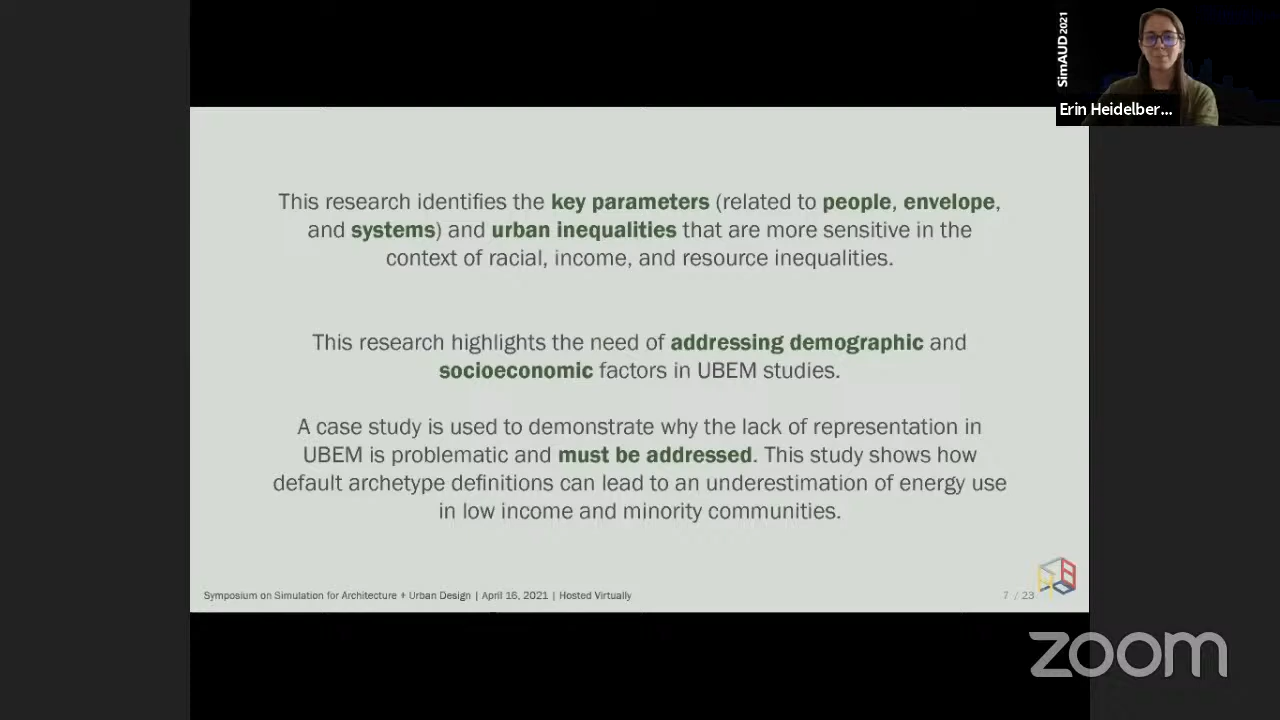 SimAUD2021
Erin Heidelber...
This research identifies the key parameters (related to people, envelope,
and systems) and urban inequalities that are more sensitive in the
context of racial, income, and resource inequalities.
This research highlights the need of addressing demographic and
socioeconomic factors in UBEM studies.
A case study is used to demonstrate why the lack of representation in
UBEM is problematic and must be addressed. This study shows how
default archetype definitions can lead to an underestimation of energy use
in low income and minority communities.
Symposium on Simulation for Architecture + Urban Design | April 16, 2021 | Hosted Virtually
7 / 23
zoom